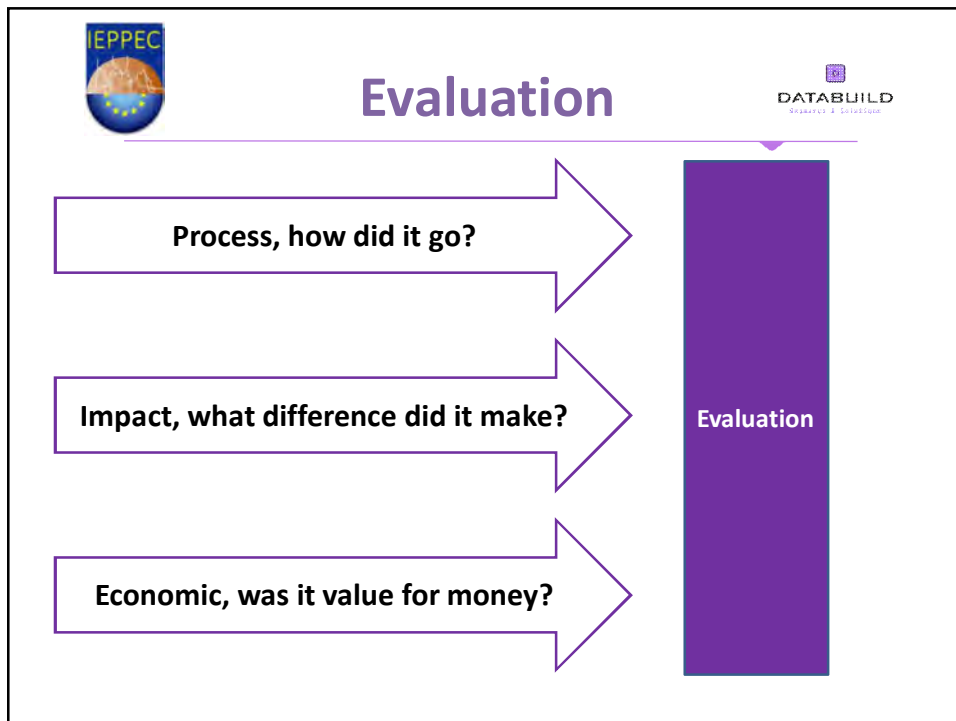 IEPPEC
Evaluation
DATABUILD
Process, how did it go?
Impact, what difference did it make?
Evaluation
Economic, was it value for money?